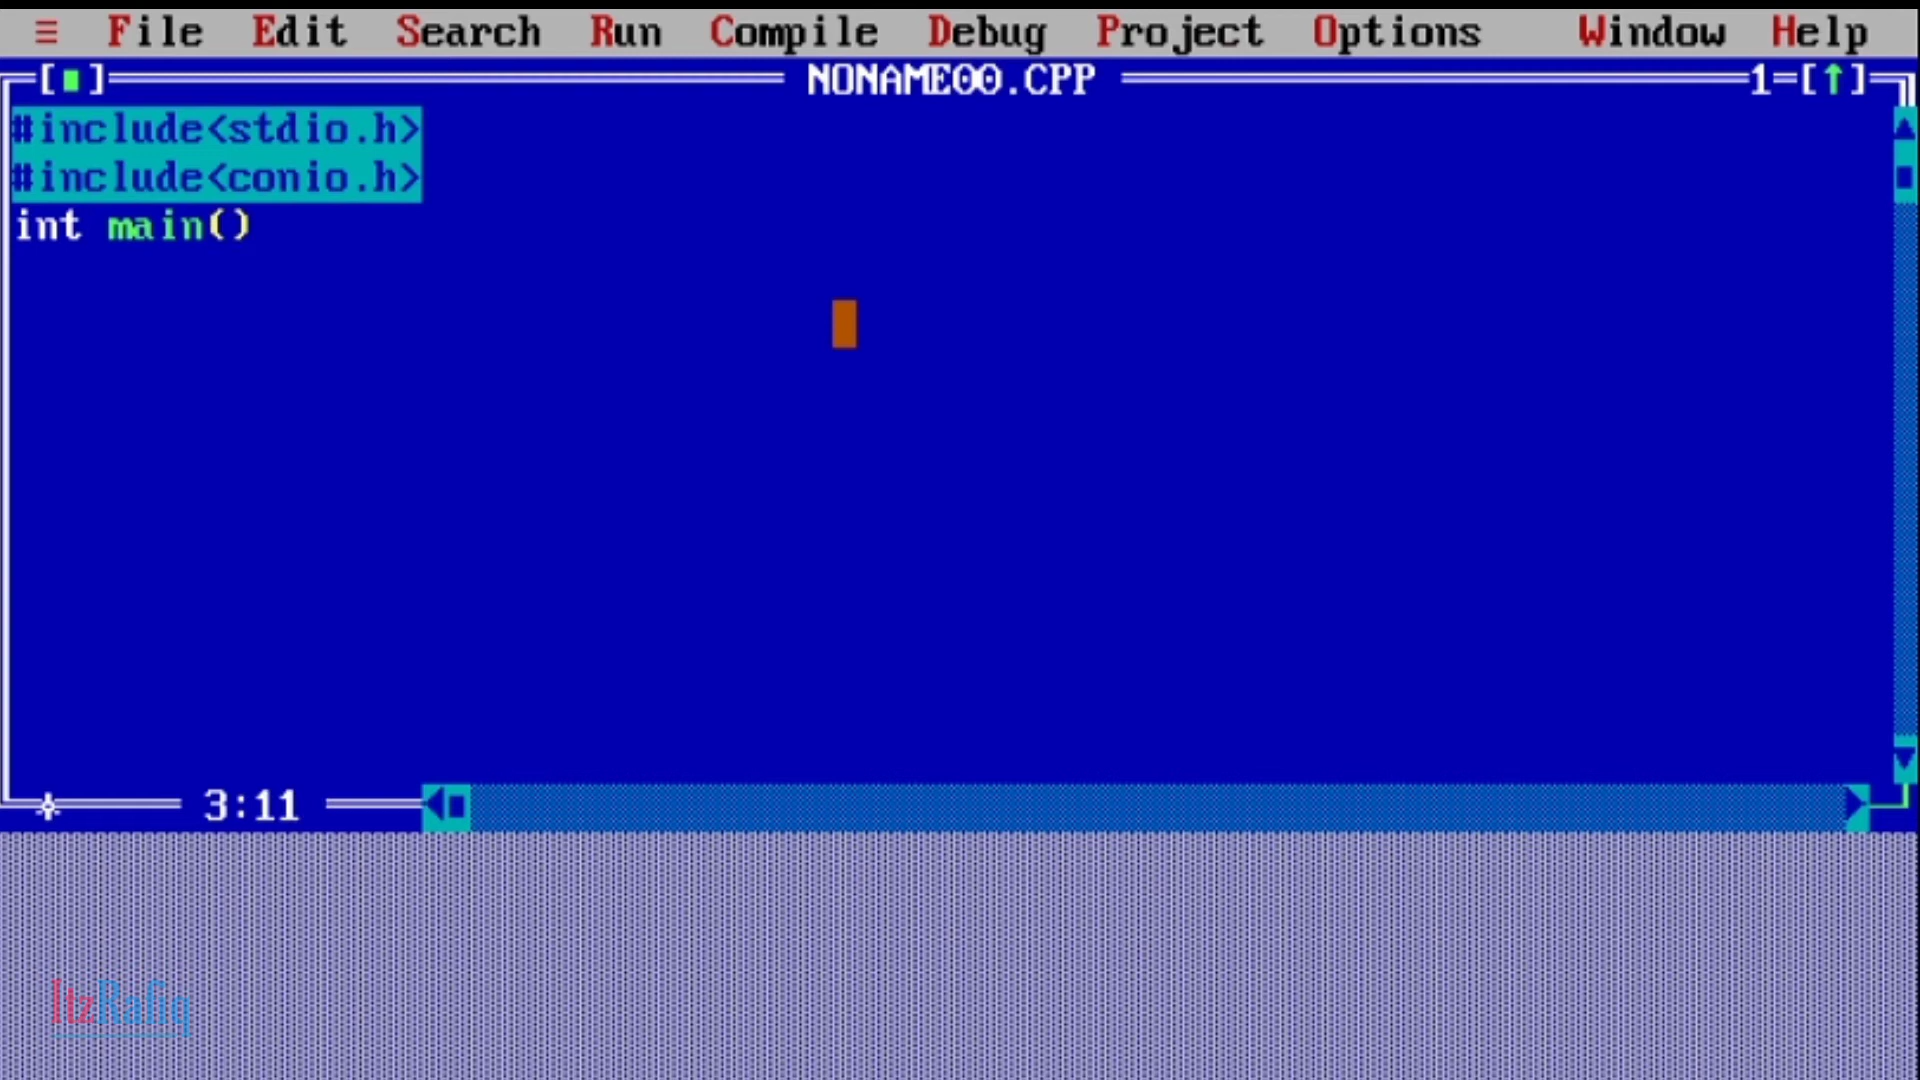 ≡ File Edit Search Run Compile Debug Project Options Window Help
[■] NONAME00.CPP 1=[↑]
#include<stdio.h>
#include<conio.h>
int main()
3:11
ItzRafiq